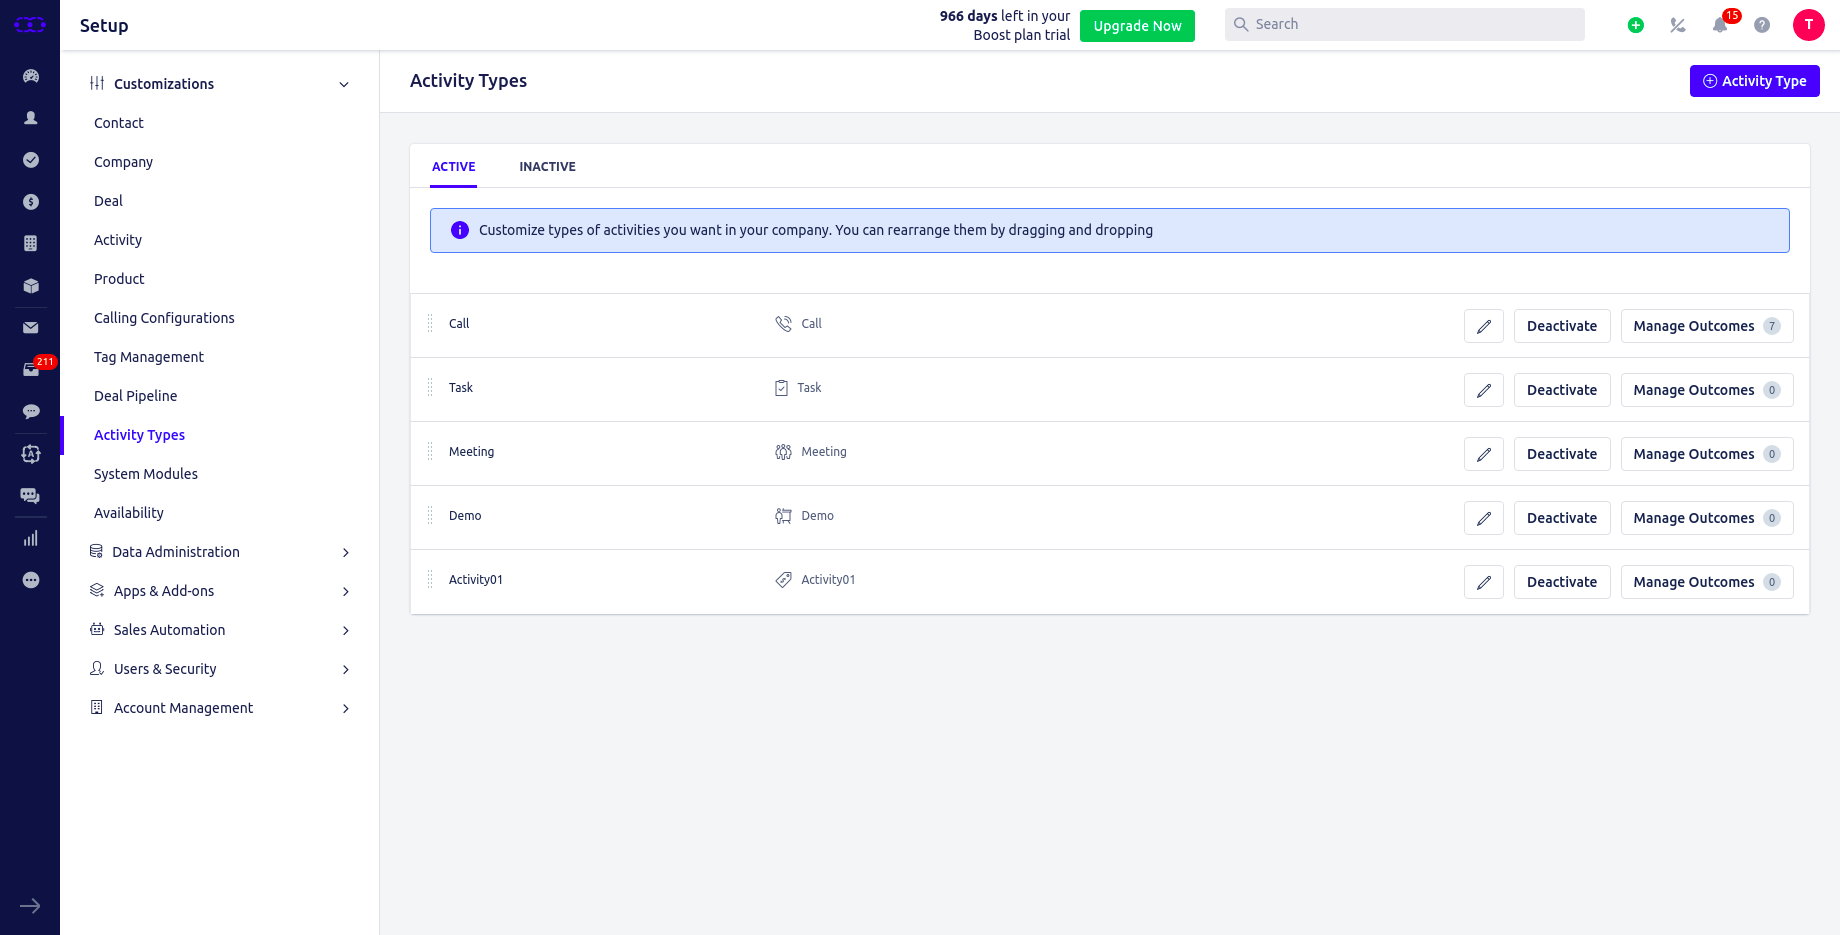 Setup
966 days left in your
Boost plan trial
Upgrade Now
Search
15
T
211
Customizations
Contact
Company
Deal
Activity
Product
Calling Configurations
Tag Management
Deal Pipeline
Activity Types
System Modules
Availability
Data Administration
Apps & Add-ons
Sales Automation
Users & Security
Account Management
Activity Types
Activity Type
ACTIVE INACTIVE
Customize types of activities you want in your company. You can rearrange them by dragging and dropping
Call Call Deactivate Manage Outcomes 7
Task Task Deactivate Manage Outcomes 0
Meeting Meeting Deactivate Manage Outcomes 0
Demo Demo Deactivate Manage Outcomes 0
Activity01 Activity01 Deactivate Manage Outcomes 0